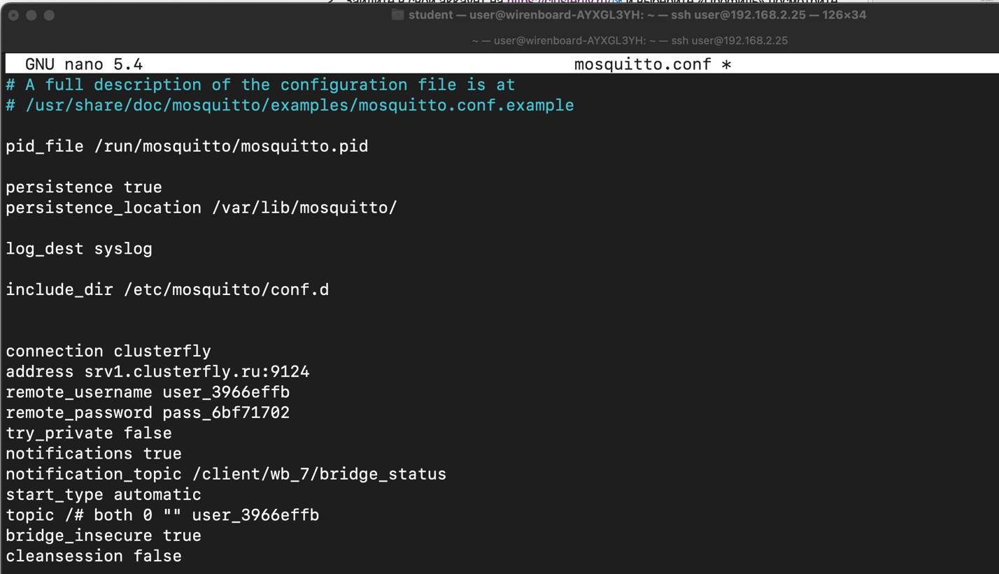 student — user@wirenboard-AYXGL3YH: ~ — ssh user@192.168.2.25 — 126×34
~ — user@wirenboard-AYXGL3YH: ~ — ssh user@192.168.2.25
GNU nano 5.4 mosquitto.conf *
# A full description of the configuration file is at
# /usr/share/doc/mosquitto/examples/mosquitto.conf.example
pid_file /run/mosquitto/mosquitto.pid
persistence true
persistence_location /var/lib/mosquitto/
log_dest syslog
include_dir /etc/mosquitto/conf.d
connection clusterfly
address srv1.clusterfly.ru:9124
remote_username user_3966effb
remote_password pass_6bf71702
try_private false
notifications true
notification_topic /client/wb_7/bridge_status
start_type automatic
topic /# both 0 "" user_3966effb
bridge_insecure true
cleansession false